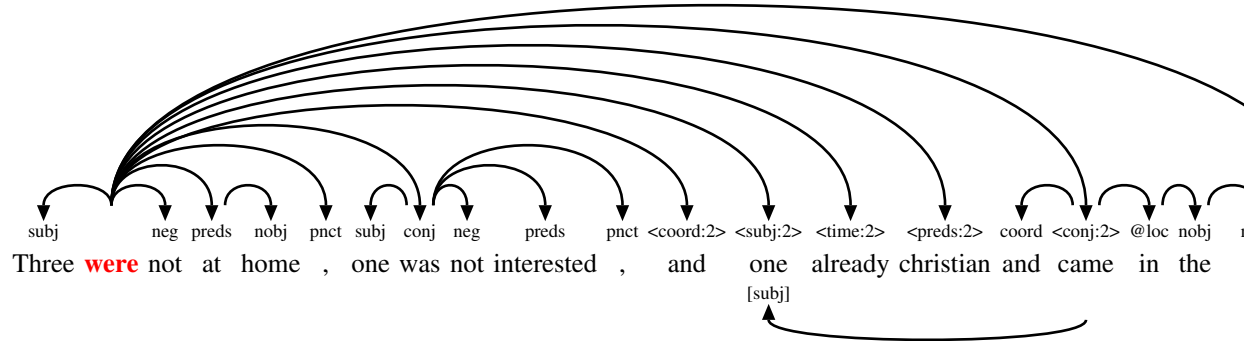 subj neg preds nobj pnct subj conj neg preds pnct <coord:2> <subj:2> <time:2> <preds:2> coord <conj:2> @loc nobj
Three were not at home , one was not interested , and one already christian and came in the
[subj]